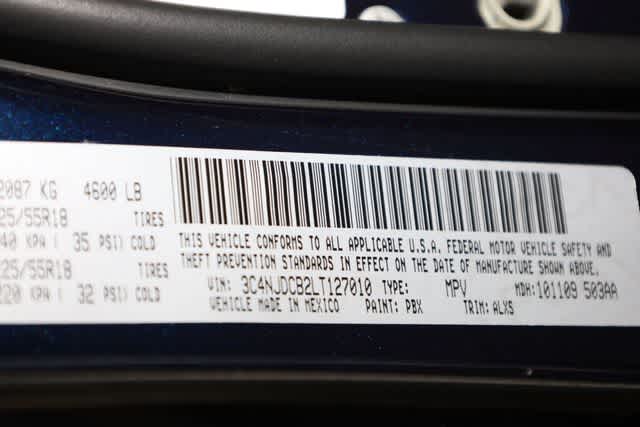 2087 KG 4600 LB
25/55R18 TIRES
40 KPA ( 35 PSI) COLD
25/55R18 TIRES
220 KPA ( 32 PSI) COLD
THIS VEHICLE CONFORMS TO ALL APPLICABLE U.S.A. FEDERAL MOTOR VEHICLE SAFETY AND
THEFT PREVENTION STANDARDS IN EFFECT ON THE DATE OF MANUFACTURE SHOWN ABOVE.
VIN: 3C4NJDCB2LT127010 TYPE: MPV MDH:101109 503AA
VEHICLE MADE IN MEXICO PAINT: PBX TRIM: ALXS